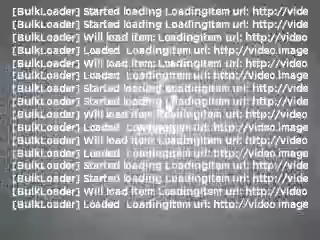 [BulkLoader] Started loading LoadingItem url: http://vide
[BulkLoader] Started loading LoadingItem url: http://vide
[BulkLoader] Will load item: LoadingItem url: http://video
[BulkLoader] Loaded LoadingItem url: http://video.image
[BulkLoader] Will load item: LoadingItem url: http://video
[BulkLoader] Loaded LoadingItem url: http://video.image
[BulkLoader] Started loading LoadingItem url: http://vide
[BulkLoader] Started loading LoadingItem url: http://vide
[BulkLoader] Will load item: LoadingItem url: http://video
[BulkLoader] Loaded LoadingItem url: http://video.image
[BulkLoader] Will load item: LoadingItem url: http://video
[BulkLoader] Loaded LoadingItem url: http://video.image
[BulkLoader] Started loading LoadingItem url: http://vide
[BulkLoader] Started loading LoadingItem url: http://vide
[BulkLoader] Will load item: LoadingItem url: http://video
[BulkLoader] Loaded LoadingItem url: http://video.image